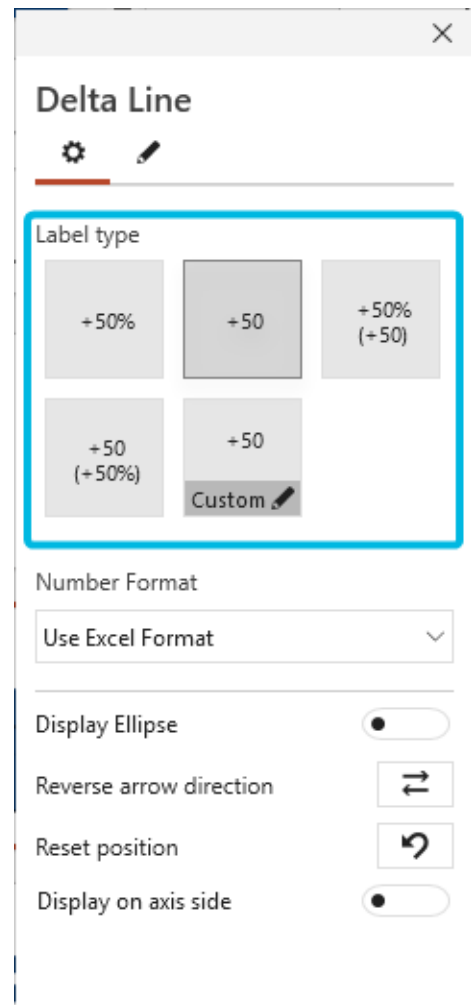 Delta Line
Label type
+50%
+50
+50%
(+50)
+50
(+50%)
+50
Custom
Number Format
Use Excel Format
Display Ellipse
Reverse arrow direction
Reset position
Display on axis side